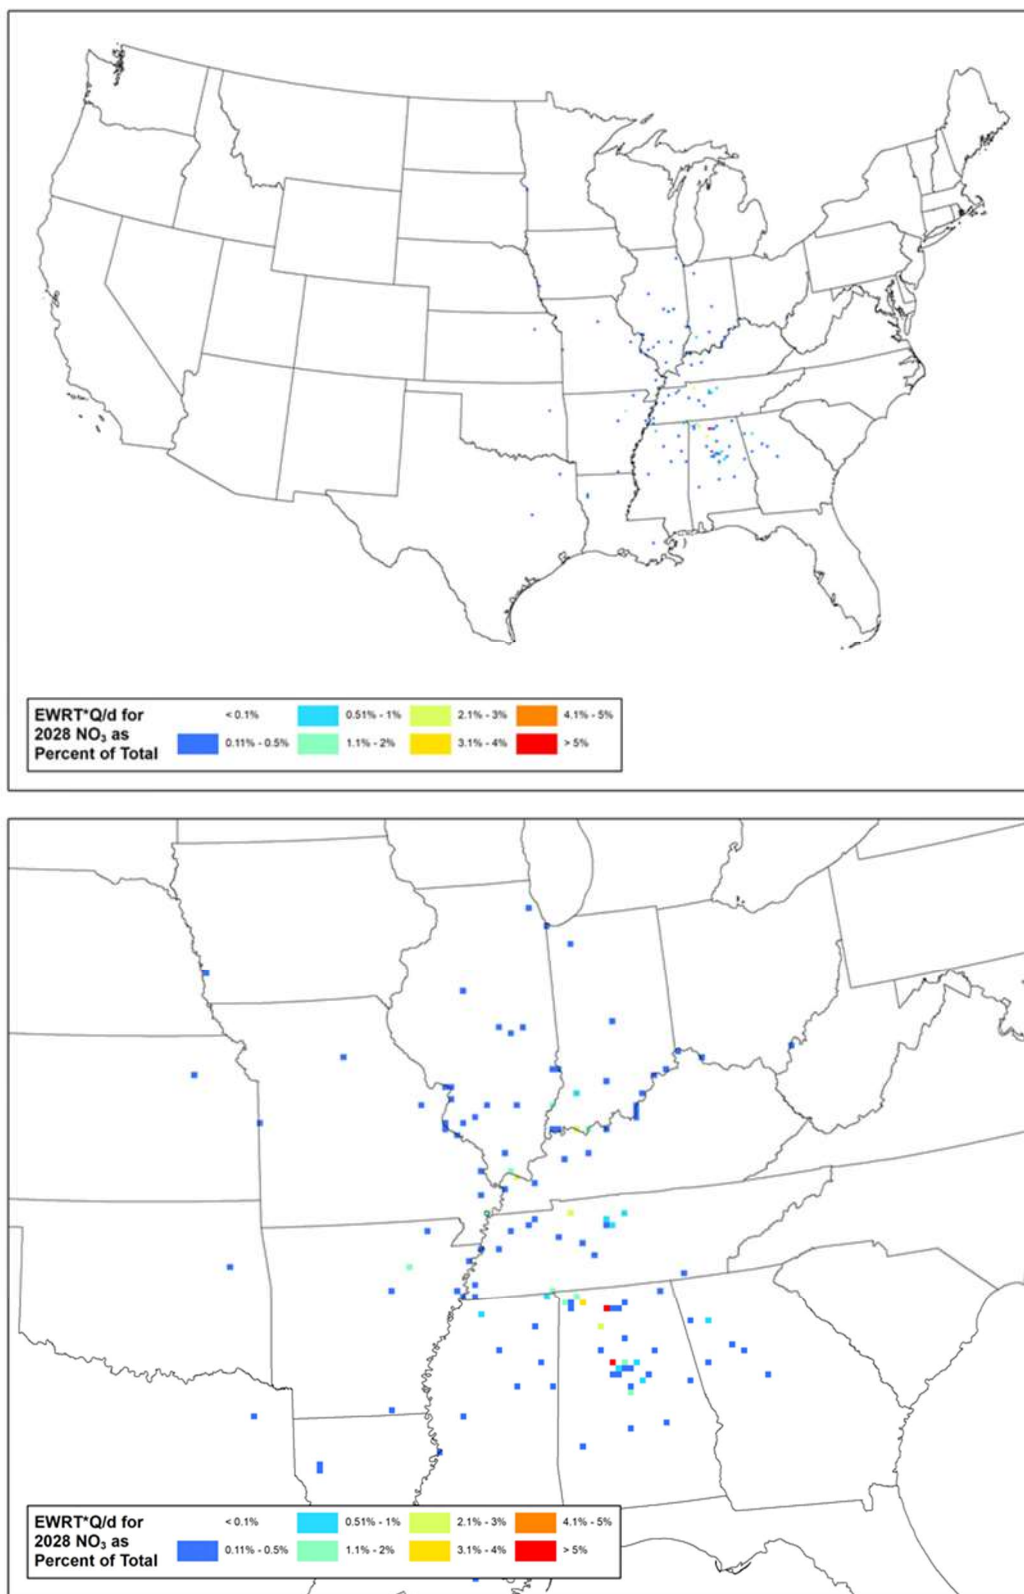 EWRT*Q/d for
2028 NO₃ as
Percent of Total
< 0.1%
0.51% - 1%
2.1% - 3%
4.1% - 5%
0.11% - 0.5%
1.1% - 2%
3.1% - 4%
> 5%
EWRT*Q/d for
2028 NO₃ as
Percent of Total
< 0.1%
0.51% - 1%
2.1% - 3%
4.1% - 5%
0.11% - 0.5%
1.1% - 2%
3.1% - 4%
> 5%